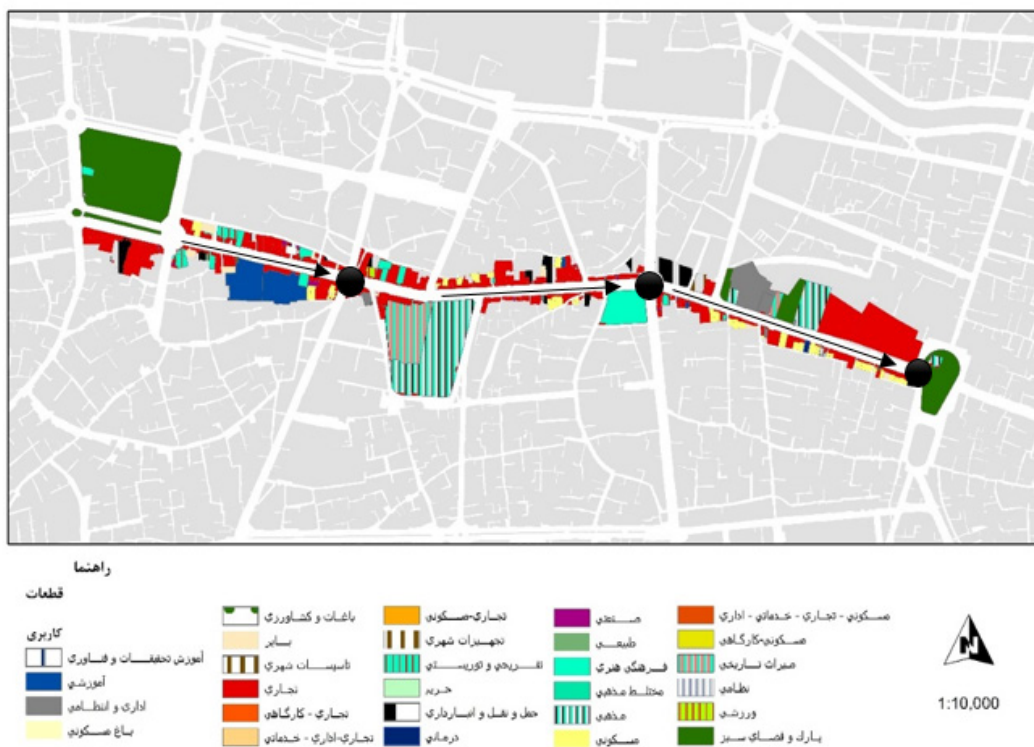 راهنما
قطعات
کاربری
آموزش تحقیقات و فناوری
آموزشی
اداری و انتظامی
باغ مسکونی
باغات و کشاورزی
بایر
تاسیسات شهری
تجاری
تجاری - کارگاهی
تجاری-اداری - خدماتی
تجاری-مسکونی
تجهیزات شهری
تفریحی و توریستی
حریم
حمل و نقل و انبارداری
درمانی
صنعتی
طبیعی
فرهنگی هنری
مختلط مذهبی
مذهبی
مسکونی
مسکونی - تجاری - خدماتی - اداری
مسکونی-کارگاهی
میراث تاریخی
نظامی
ورزشی
پارک و فضای سبز
N
1:10,000